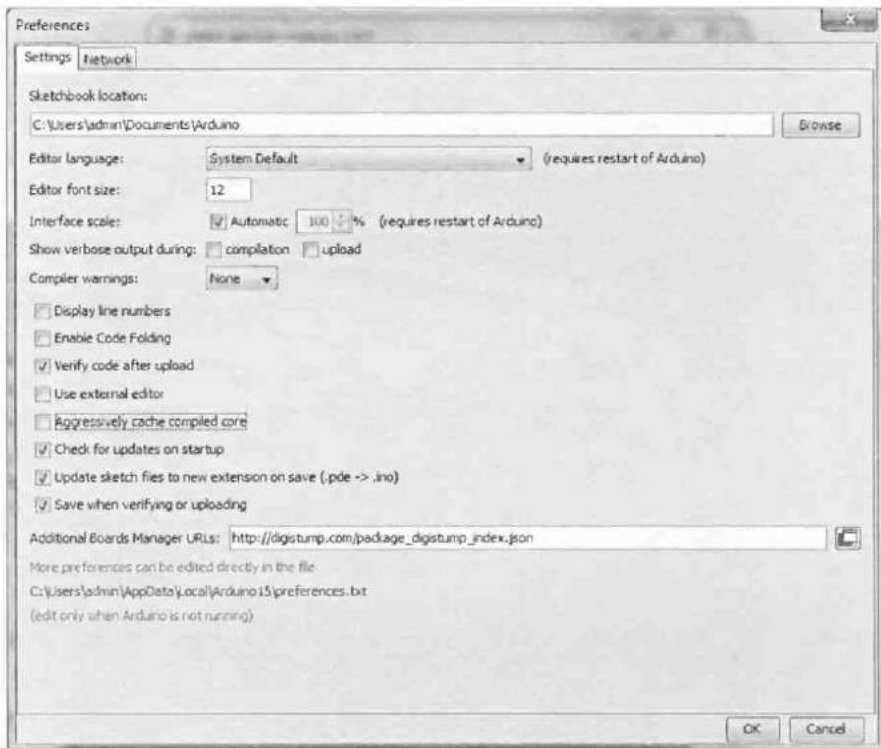 Preferences
Settings Network
Sketchbook location:
C:\Users\admin\Documents\Arduino Browse
Editor language: System Default (requires restart of Arduino)
Editor font size: 12
Interface scale: Automatic 100 % (requires restart of Arduino)
Show verbose output during: compilation upload
Compiler warnings: None
Display line numbers
Enable Code Folding
Verify code after upload
Use external editor
Aggressively cache compiled core
Check for updates on startup
Update sketch files to new extension on save (.pde -> .ino)
Save when verifying or uploading
Additional Boards Manager URLs: http://digistump.com/package_digistump_index.json
More preferences can be edited directly in the file
C:\Users\admin\AppData\Local\Arduino15\preferences.txt
(edit only when Arduino is not running)
OK Cancel